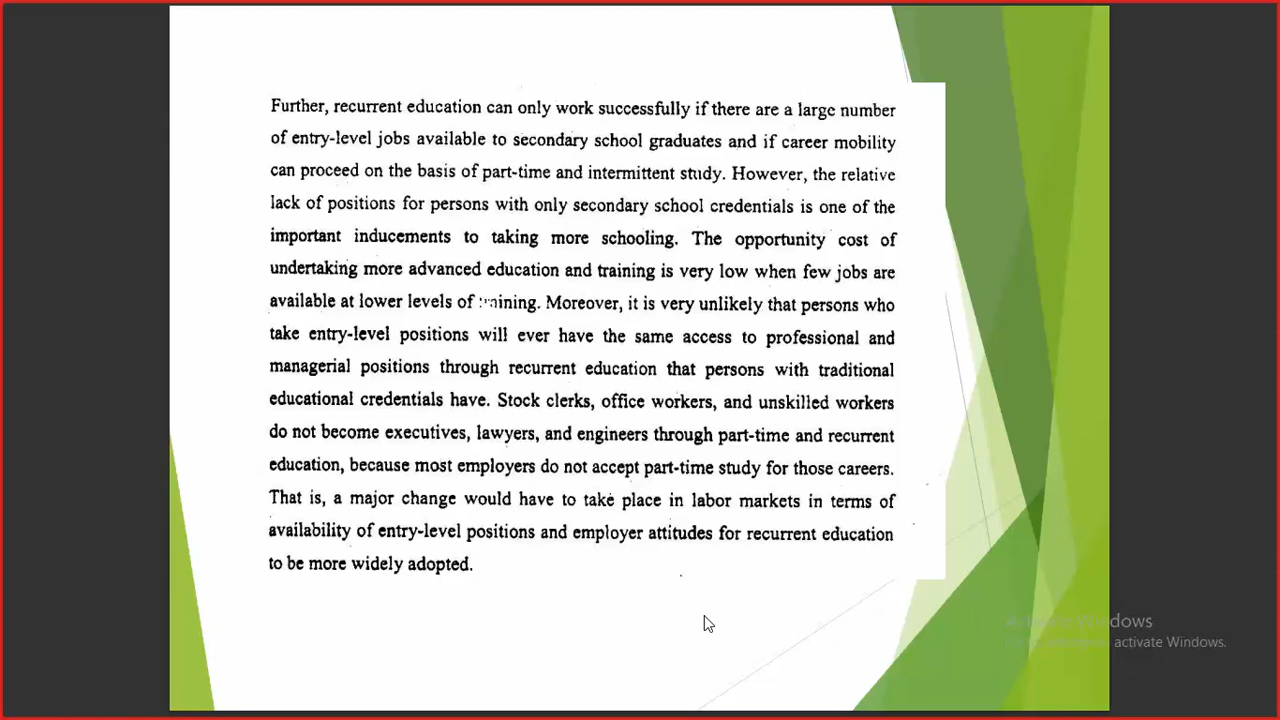 Further, recurrent education can only work successfully if there are a large number
of entry-level jobs available to secondary school graduates and if career mobility
can proceed on the basis of part-time and intermittent study. However, the relative
lack of positions for persons with only secondary school credentials is one of the
important inducements to taking more schooling. The opportunity cost of
undertaking more advanced education and training is very low when few jobs are
available at lower levels of training. Moreover, it is very unlikely that persons who
take entry-level positions will ever have the same access to professional and
managerial positions through recurrent education that persons with traditional
educational credentials have. Stock clerks, office workers, and unskilled workers
do not become executives, lawyers, and engineers through part-time and recurrent
education, because most employers do not accept part-time study for those careers.
That is, a major change would have to take place in labor markets in terms of
availability of entry-level positions and employer attitudes for recurrent education
to be more widely adopted.
Activate Windows
activate Windows.